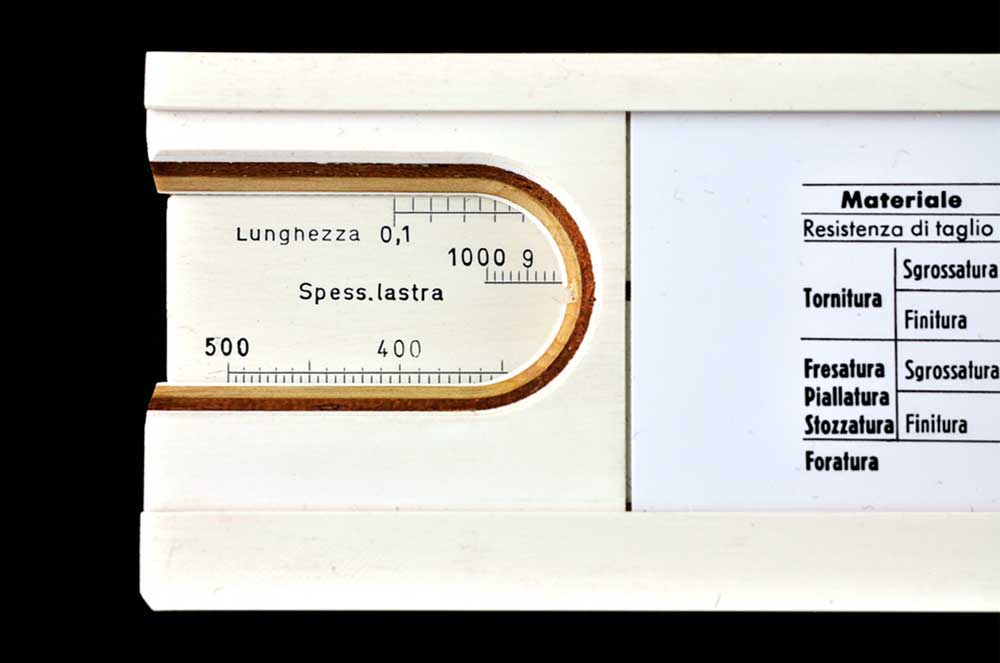 Lunghezza 0,1
1000 9
Spess.lastra
500 400
Materiale
Resistenza di taglio
Tornitura
Sgrossatura
Finitura
Fresatura
Piallatura
Stozzatura
Sgrossatura
Finitura
Foratura